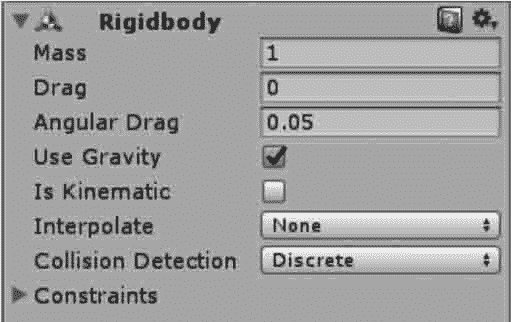 Rigidbody
Mass 1
Drag 0
Angular Drag 0.05
Use Gravity
Is Kinematic
Interpolate None
Collision Detection Discrete
Constraints